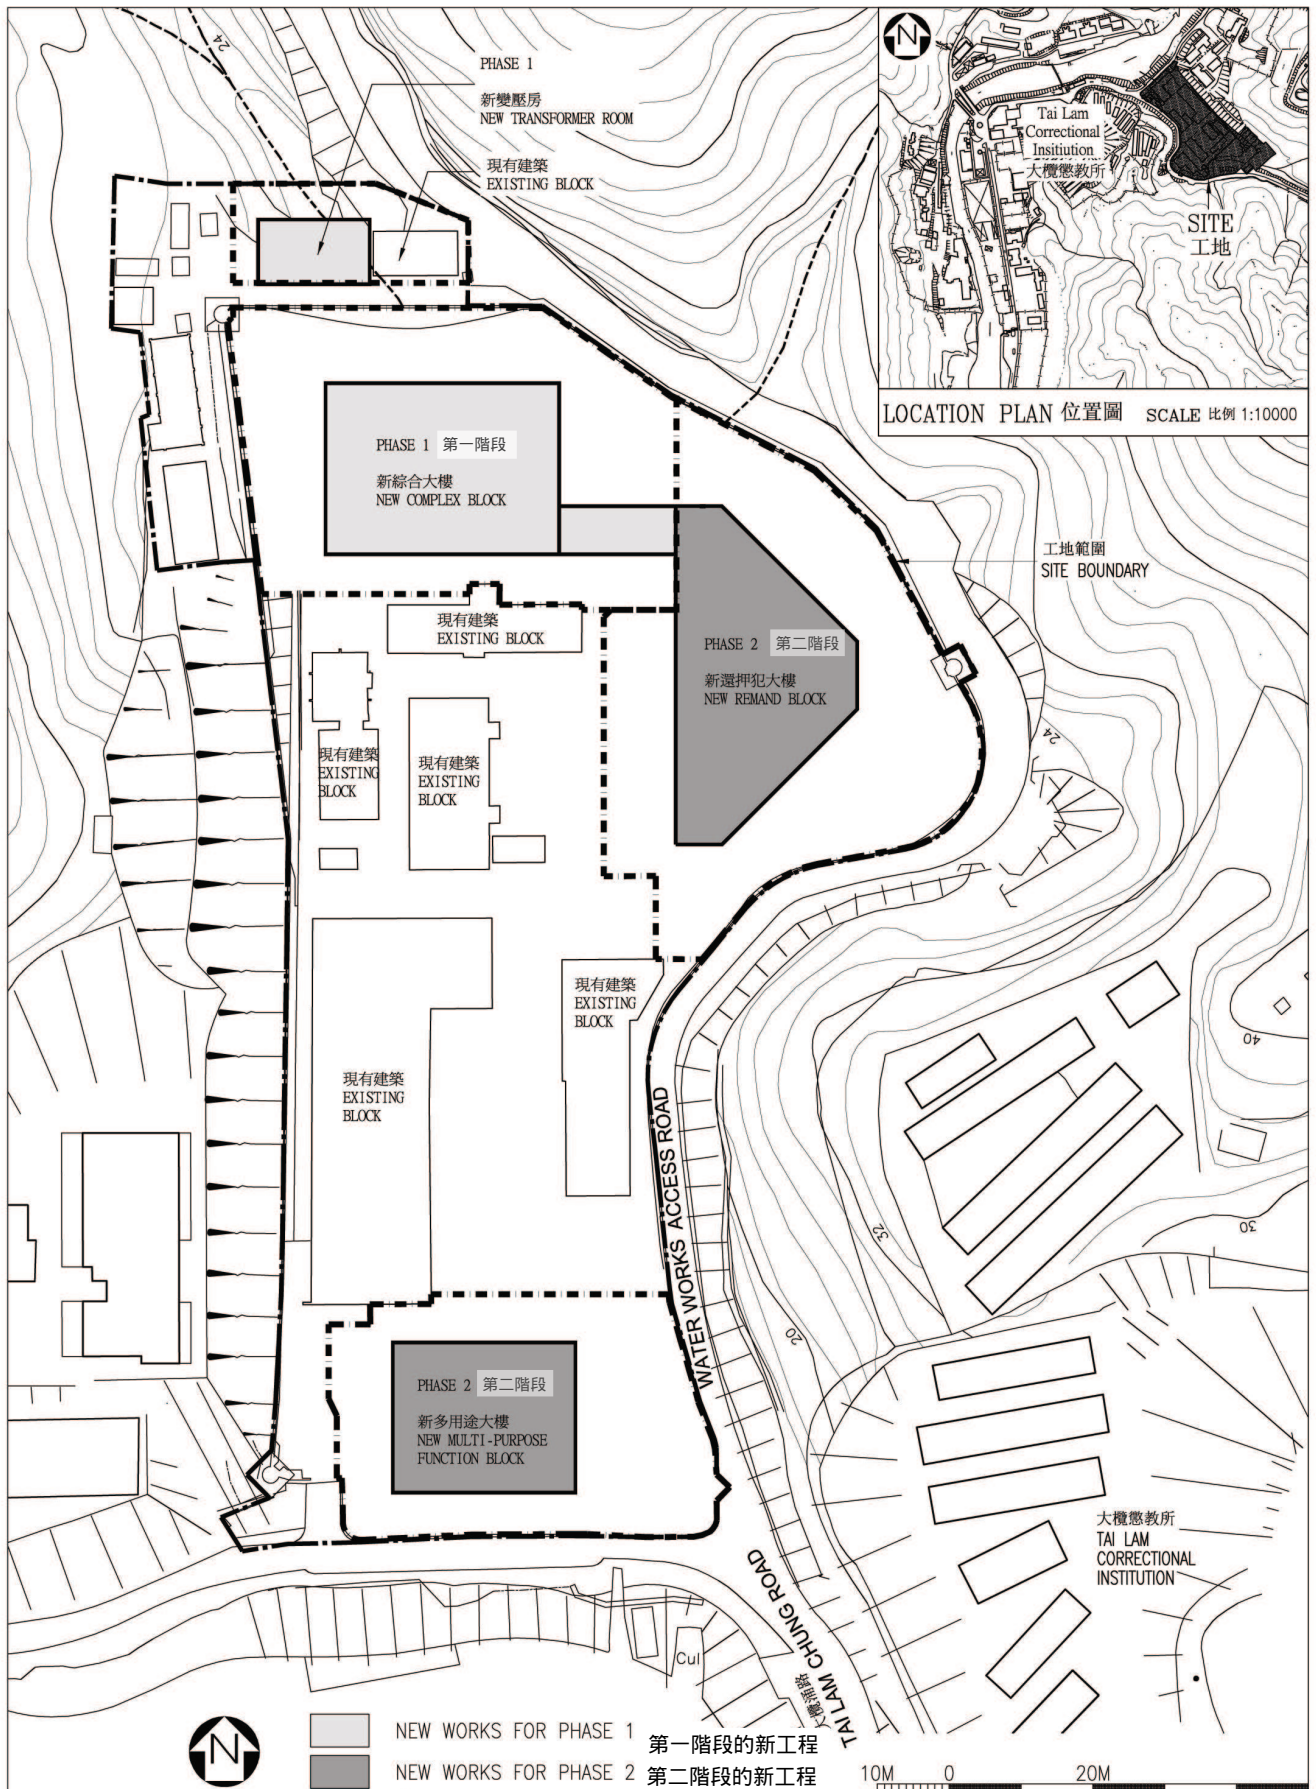 24
PHASE 1
新變壓房
NEW TRANSFORMER ROOM
現有建築
EXISTING BLOCK
N
Tai Lam
Correctional
Insitiution
大欖懲教所
SITE
工地
LOCATION PLAN 位置圖 SCALE 比例 1:10000
PHASE 1 第一階段
新綜合大樓
NEW COMPLEX BLOCK
工地範圍
SITE BOUNDARY
現有建築
EXISTING BLOCK
PHASE 2 第二階段
新還押犯大樓
NEW REMAND BLOCK
現有建築
EXISTING
BLOCK
現有建築
EXISTING
BLOCK
24
現有建築
EXISTING
BLOCK
40
現有建築
EXISTING
BLOCK
WATER WORKS ACCESS ROAD
32
30
20
PHASE 2 第二階段
新多用途大樓
NEW MULTI-PURPOSE
FUNCTION BLOCK
大欖懲教所
TAI LAM
CORRECTIONAL
INSTITUTION
Cul
大欖涌路
TAI LAM CHUNG ROAD
N
NEW WORKS FOR PHASE 1 第一階段的新工程
NEW WORKS FOR PHASE 2 第二階段的新工程
10M 0 20M